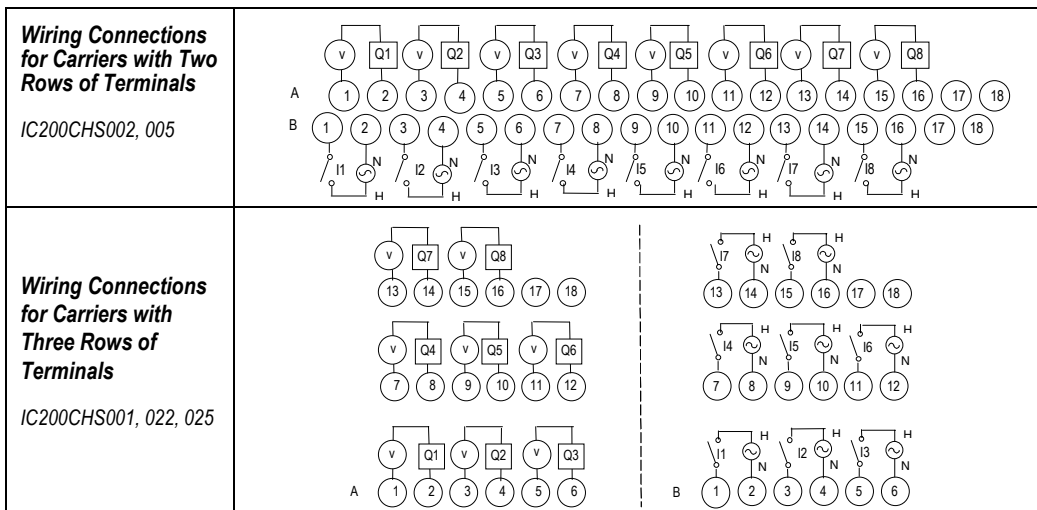 Wiring Connections
for Carriers with Two
Rows of Terminals
IC200CHS002, 005
V Q1 V Q2 V Q3 V Q4 V Q5 V Q6 V Q7 V Q8
A 1 2 3 4 5 6 7 8 9 10 11 12 13 14 15 16 17 18
B 1 2 3 4 5 6 7 8 9 10 11 12 13 14 15 16 17 18
I1 N I2 N I3 N I4 N I5 N I6 N I7 N I8 N
H H H H H H H H
Wiring Connections
for Carriers with
Three Rows of
Terminals
IC200CHS001, 022, 025
V Q7 V Q8
13 14 15 16 17 18
V Q4 V Q5 V Q6
7 8 9 10 11 12
V Q1 V Q2 V Q3
A 1 2 3 4 5 6
H H
I7 I8
N N
13 14 15 16 17 18
H H H
I4 I5 I6
N N N
7 8 9 10 11 12
H H H
I1 I2 I3
N N N
B 1 2 3 4 5 6